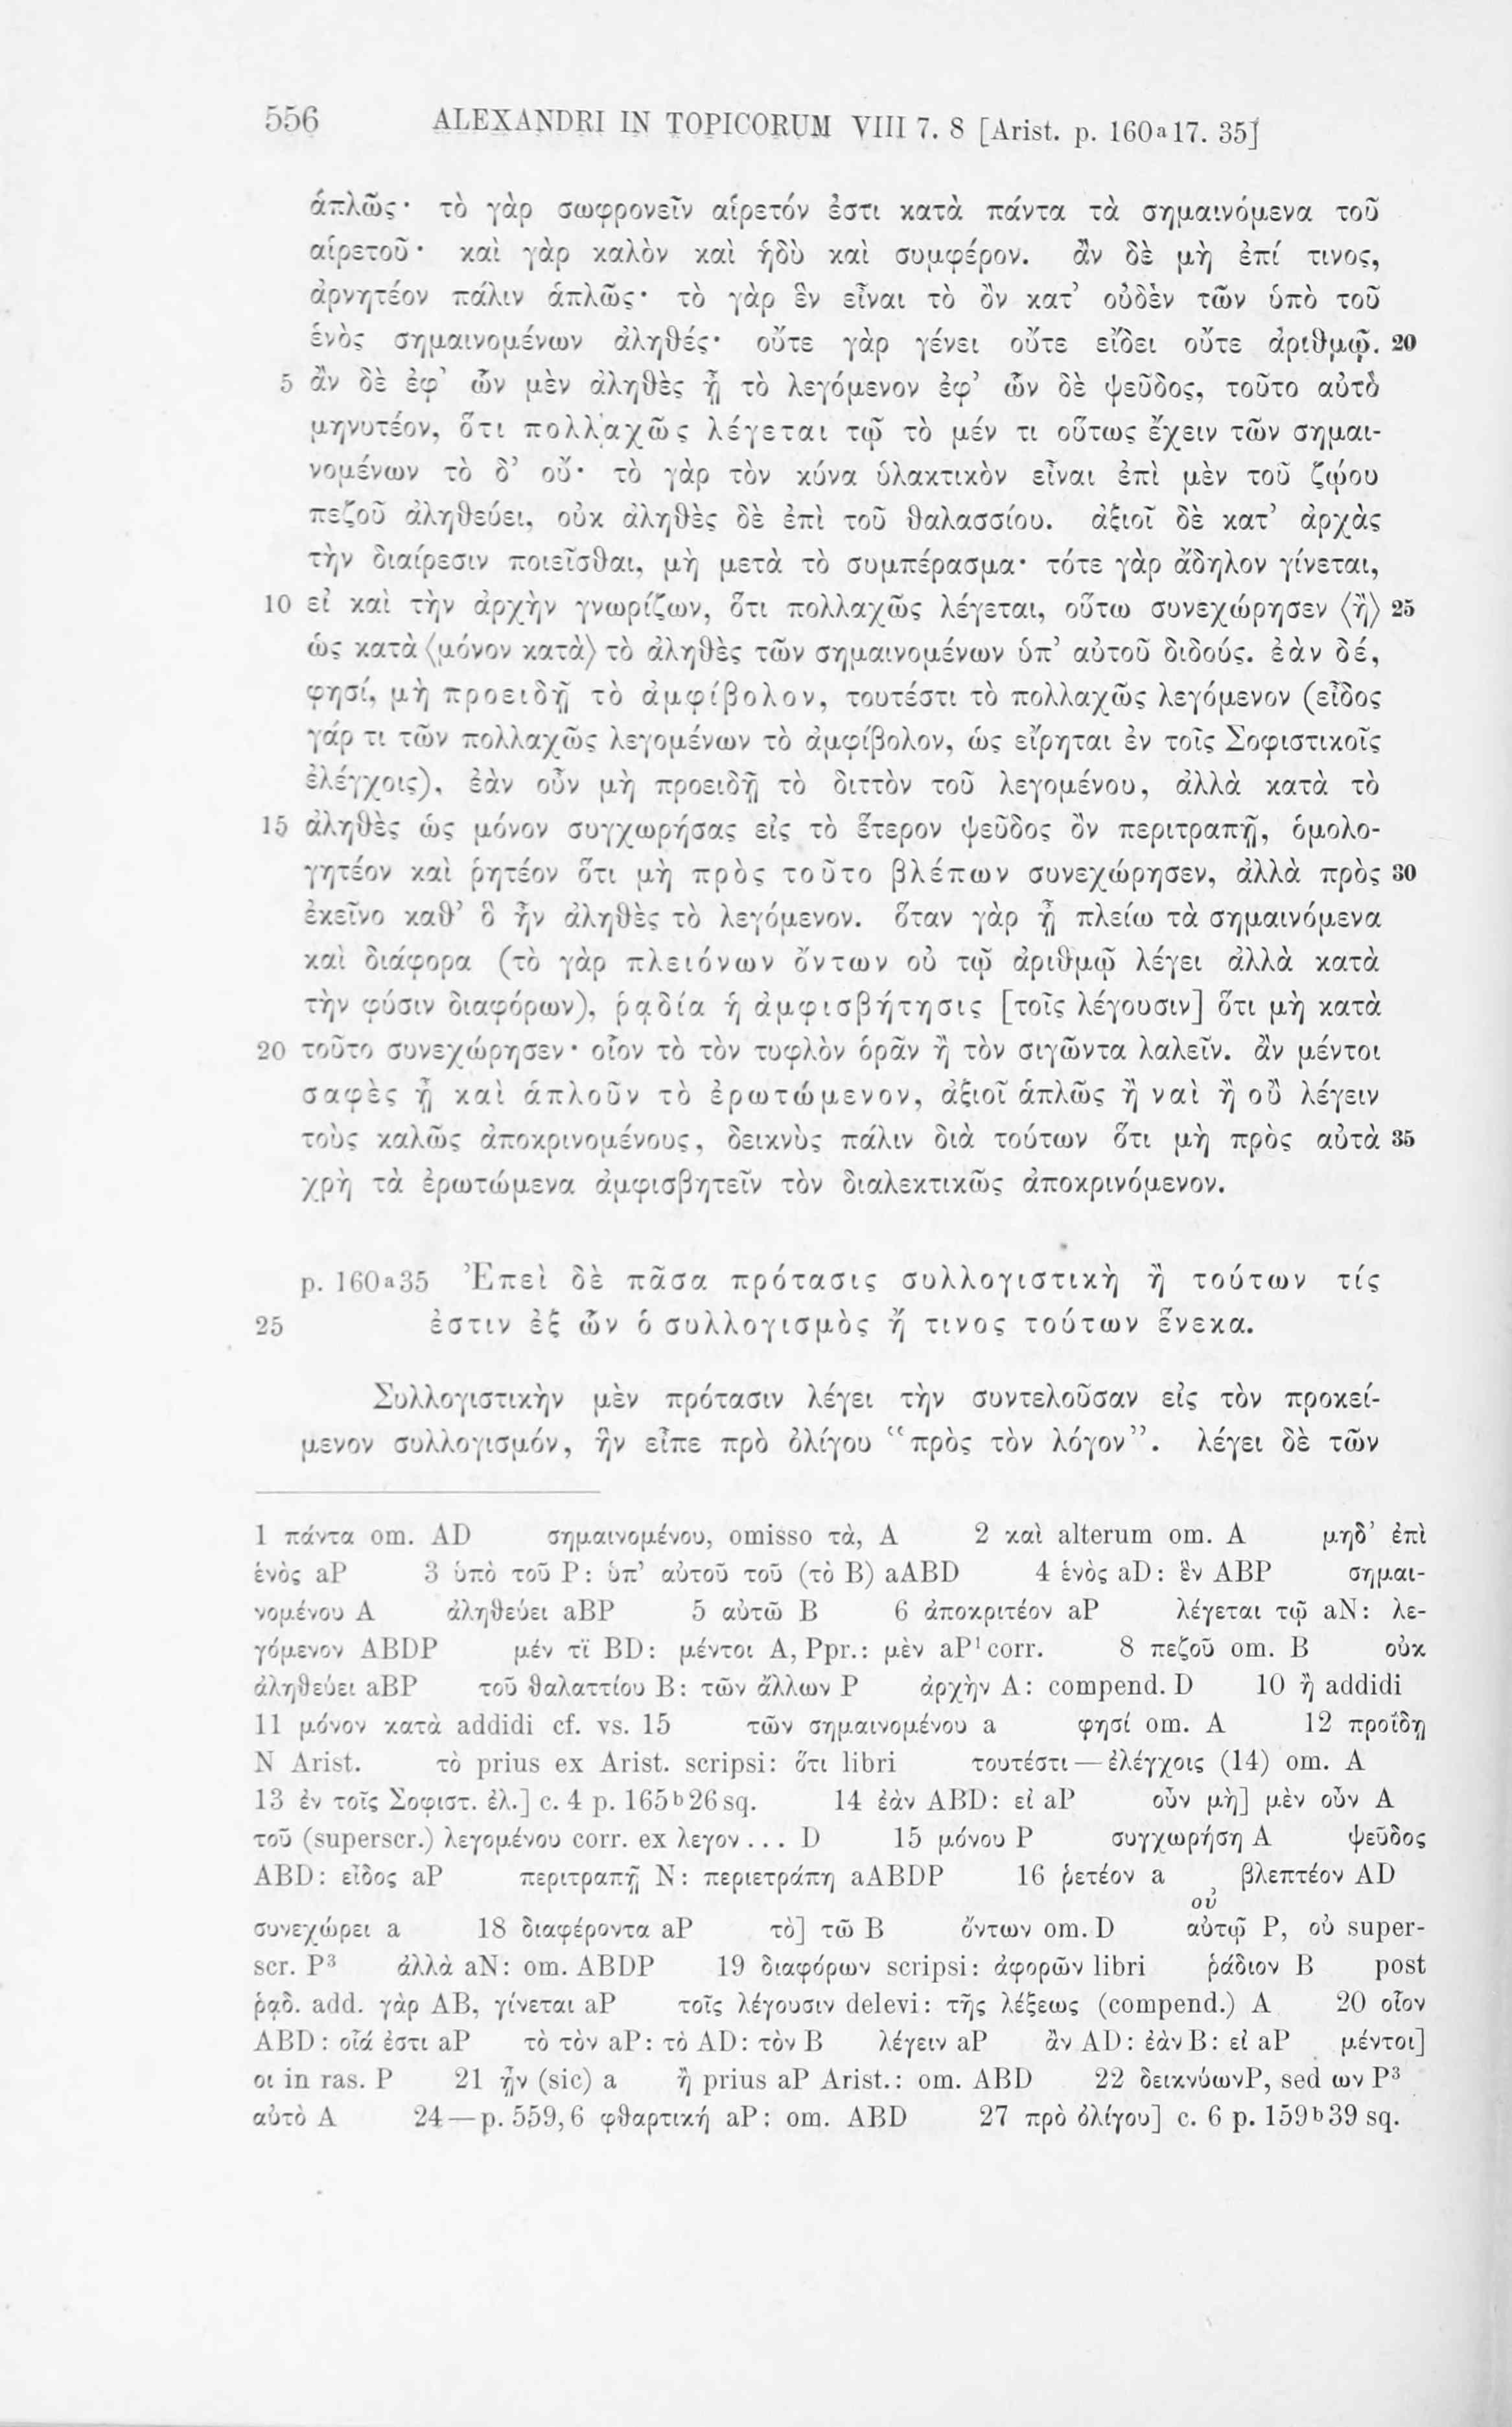 556 ALEXANDRI IN TOPICORUM VIII 7. 8 [Arist. p. 160a17. 35]
ἁπλῶς· τὸ γὰρ σωφρονεῖν αἱρετόν ἐστι κατὰ πάντα τὰ σημαινόμενα τοῦ
αἱρετοῦ· καὶ γὰρ καλὸν καὶ ἡδὺ καὶ συμφέρον. ἂν δὲ μὴ ἐπί τινος,
ἀρνητέον πάλιν ἁπλῶς· τὸ γὰρ ἓν εἶναι τὸ ὂν κατ’ οὐδὲν τῶν ὑπὸ τοῦ
ἑνὸς σημαινομένων ἀληθές· οὔτε γὰρ γένει οὔτε εἴδει οὔτε ἀριθμῷ. 20
5 ἂν δὲ ἐφ’ ὧν μὲν ἀληθὲς ᾖ τὸ λεγόμενον ἐφ’ ὧν δὲ ψεῦδος, τοῦτο αὐτὸ
μηνυτέον, ὅτι πολλαχῶς λέγεται τῷ τὸ μέν τι οὕτως ἔχειν τῶν σημαι-
νομένων τὸ δ’ οὔ· τὸ γὰρ τὸν κύνα ὑλακτικὸν εἶναι ἐπὶ μὲν τοῦ ζῴου
πεζοῦ ἀληθεύει, οὐκ ἀληθὲς δὲ ἐπὶ τοῦ θαλασσίου. ἀξιοῖ δὲ κατ’ ἀρχὰς
τὴν διαίρεσιν ποιεῖσθαι, μὴ μετὰ τὸ συμπέρασμα· τότε γὰρ ἄδηλον γίνεται,
10 εἰ καὶ τὴν ἀρχὴν γνωρίζων, ὅτι πολλαχῶς λέγεται, οὕτω συνεχώρησεν ⟨ἢ⟩ 25
ὡς κατὰ ⟨μόνον κατὰ⟩ τὸ ἀληθὲς τῶν σημαινομένων ὑπ’ αὐτοῦ διδούς. ἐὰν δέ,
φησί, μὴ προειδῇ τὸ ἀμφίβολον, τουτέστι τὸ πολλαχῶς λεγόμενον (εἶδος
γάρ τι τῶν πολλαχῶς λεγομένων τὸ ἀμφίβολον, ὡς εἴρηται ἐν τοῖς Σοφιστικοῖς
ἐλέγχοις), ἐὰν οὖν μὴ προειδῇ τὸ διττὸν τοῦ λεγομένου, ἀλλὰ κατὰ τὸ
15 ἀληθὲς ὡς μόνον συγχωρήσας εἰς τὸ ἕτερον ψεῦδος ὂν περιτραπῇ, ὁμολο-
γητέον καὶ ῥητέον ὅτι μὴ πρὸς τοῦτο βλέπων συνεχώρησεν, ἀλλὰ πρὸς 30
ἐκεῖνο καθ’ ὃ ἦν ἀληθὲς τὸ λεγόμενον. ὅταν γὰρ ᾖ πλείω τὰ σημαινόμενα
καὶ διάφορα (τὸ γὰρ πλειόνων ὄντων οὐ τῷ ἀριθμῷ λέγει ἀλλὰ κατὰ
τὴν φύσιν διαφόρων), ῥᾳδία ἡ ἀμφισβήτησις [τοῖς λέγουσιν] ὅτι μὴ κατὰ
20 τοῦτο συνεχώρησεν· οἷον τὸ τὸν τυφλὸν ὁρᾶν ἢ τὸν σιγῶντα λαλεῖν. ἂν μέντοι
σαφὲς ᾖ καὶ ἁπλοῦν τὸ ἐρωτώμενον, ἀξιοῖ ἁπλῶς ἢ ναὶ ἢ οὒ λέγειν
τοὺς καλῶς ἀποκρινομένους, δεικνὺς πάλιν διὰ τούτων ὅτι μὴ πρὸς αὐτὰ 35
χρὴ τὰ ἐρωτώμενα ἀμφισβητεῖν τὸν διαλεκτικῶς ἀποκρινόμενον.
p. 160a35 Ἐπεὶ δὲ πᾶσα πρότασις συλλογιστικὴ ἢ τούτων τίς
25 ἐστιν ἐξ ὧν ὁ συλλογισμὸς ἤ τινος τούτων ἕνεκα.
Συλλογιστικὴν μὲν πρότασιν λέγει τὴν συντελοῦσαν εἰς τὸν προκεί-
μενον συλλογισμόν, ἣν εἶπε πρὸ ὀλίγου “πρὸς τὸν λόγον”. λέγει δὲ τῶν
1 πάντα om. AD σημαινομένου, omisso τὰ, A 2 καὶ alterum om. A μηδ’ ἐπὶ
ἑνὸς aP 3 ὑπὸ τοῦ P: ὑπ’ αὐτοῦ τοῦ (τὸ B) aABD 4 ἑνὸς aD: ἓν ABP σημαι-
νομένου A ἀληθεύει aBP 5 αὐτῶ B 6 ἀποκριτέον aP λέγεται τῷ aN: λε-
γόμενον ABDP μέν τϊ BD: μέντοι A, Ppr.: μὲν aP¹ corr. 8 πεζοῦ om. B οὐκ
ἀληθεύει aBP τοῦ θαλαττίου B: τῶν ἄλλων P ἀρχὴν A: compend. D 10 ἢ addidi
11 μόνον κατὰ addidi cf. vs. 15 τῶν σημαινομένου a φησί om. A 12 προΐδῃ
N Arist. τὸ prius ex Arist. scripsi: ὅτι libri τουτέστι — ἐλέγχοις (14) om. A
13 ἐν τοῖς Σοφιστ. ἐλ.] c. 4 p. 165b26 sq. 14 ἐὰν ABD: εἰ aP οὖν μὴ] μὲν οὖν A
τοῦ (superscr.) λεγομένου corr. ex λεγον ... D 15 μόνου P συγχωρήσῃ A ψεῦδος
ABD: εἶδος aP περιτραπῇ N: περιετράπη aABDP 16 ῥετέον a βλεπτέον AD
συνεχώρει a 18 διαφέροντα aP τὸ] τῶ B ὄντων om. D αὐτῷ P, οὐ super-
scr. P³ ἀλλὰ aN: om. ABDP 19 διαφόρων scripsi: ἀφορῶν libri ῥάδιον B post
ῥᾳδ. add. γὰρ AB, γίνεται aP τοῖς λέγουσιν delevi: τῆς λέξεως (compend.) A 20 οἷον
ABD: οἷά ἐστι aP τὸ τὸν aP: τὸ AD: τὸν B λέγειν aP ἂν AD: ἐὰν B: εἰ aP μέντοι]
οι in ras. P 21 ᾖν (sic) a ἢ prius aP Arist.: om. ABD 22 δεικνύων P, sed ων P³
αὐτὸ A 24 — p. 559,6 φθαρτική aP: om. ABD 27 πρὸ ὀλίγου] c. 6 p. 159b39 sq.